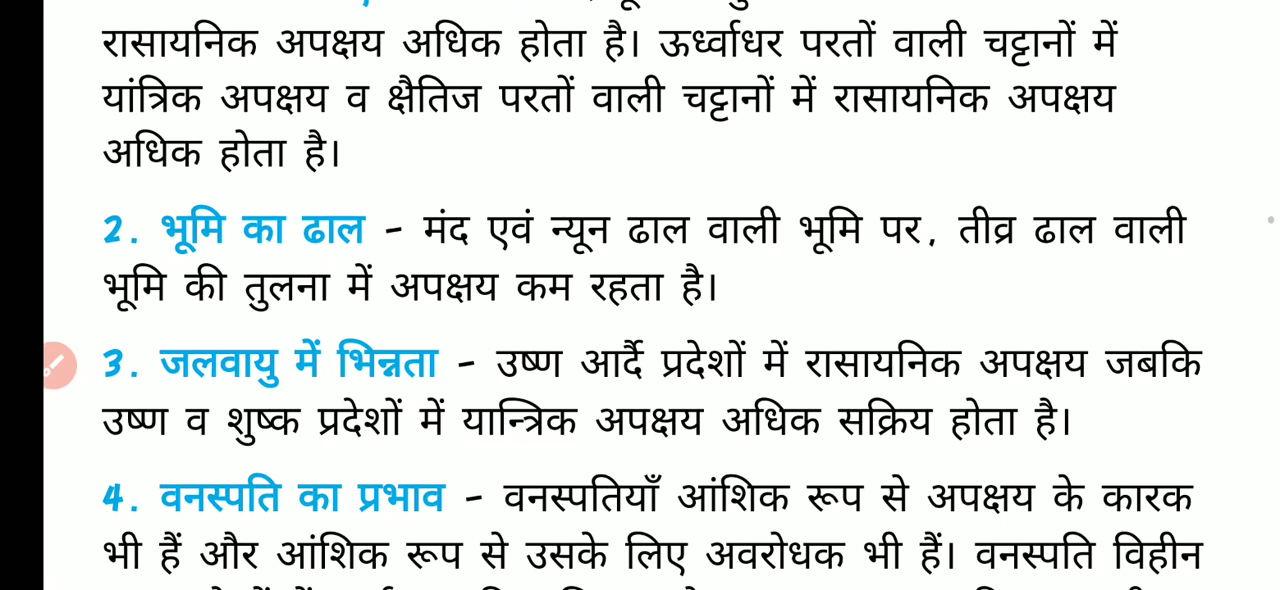 रासायनिक अपक्षय अधिक होता है। ऊर्ध्वाधर परतों वाली चट्टानों में
यांत्रिक अपक्षय व क्षैतिज परतों वाली चट्टानों में रासायनिक अपक्षय
अधिक होता है।
2. भूमि का ढाल - मंद एवं न्यून ढाल वाली भूमि पर, तीव्र ढाल वाली
भूमि की तुलना में अपक्षय कम रहता है।
3. जलवायु में भिन्नता - उष्ण आर्दै प्रदेशों में रासायनिक अपक्षय जबकि
उष्ण व शुष्क प्रदेशों में यान्त्रिक अपक्षय अधिक सक्रिय होता है।
4. वनस्पति का प्रभाव - वनस्पतियाँ आंशिक रूप से अपक्षय के कारक
भी हैं और आंशिक रूप से उसके लिए अवरोधक भी हैं। वनस्पति विहीन